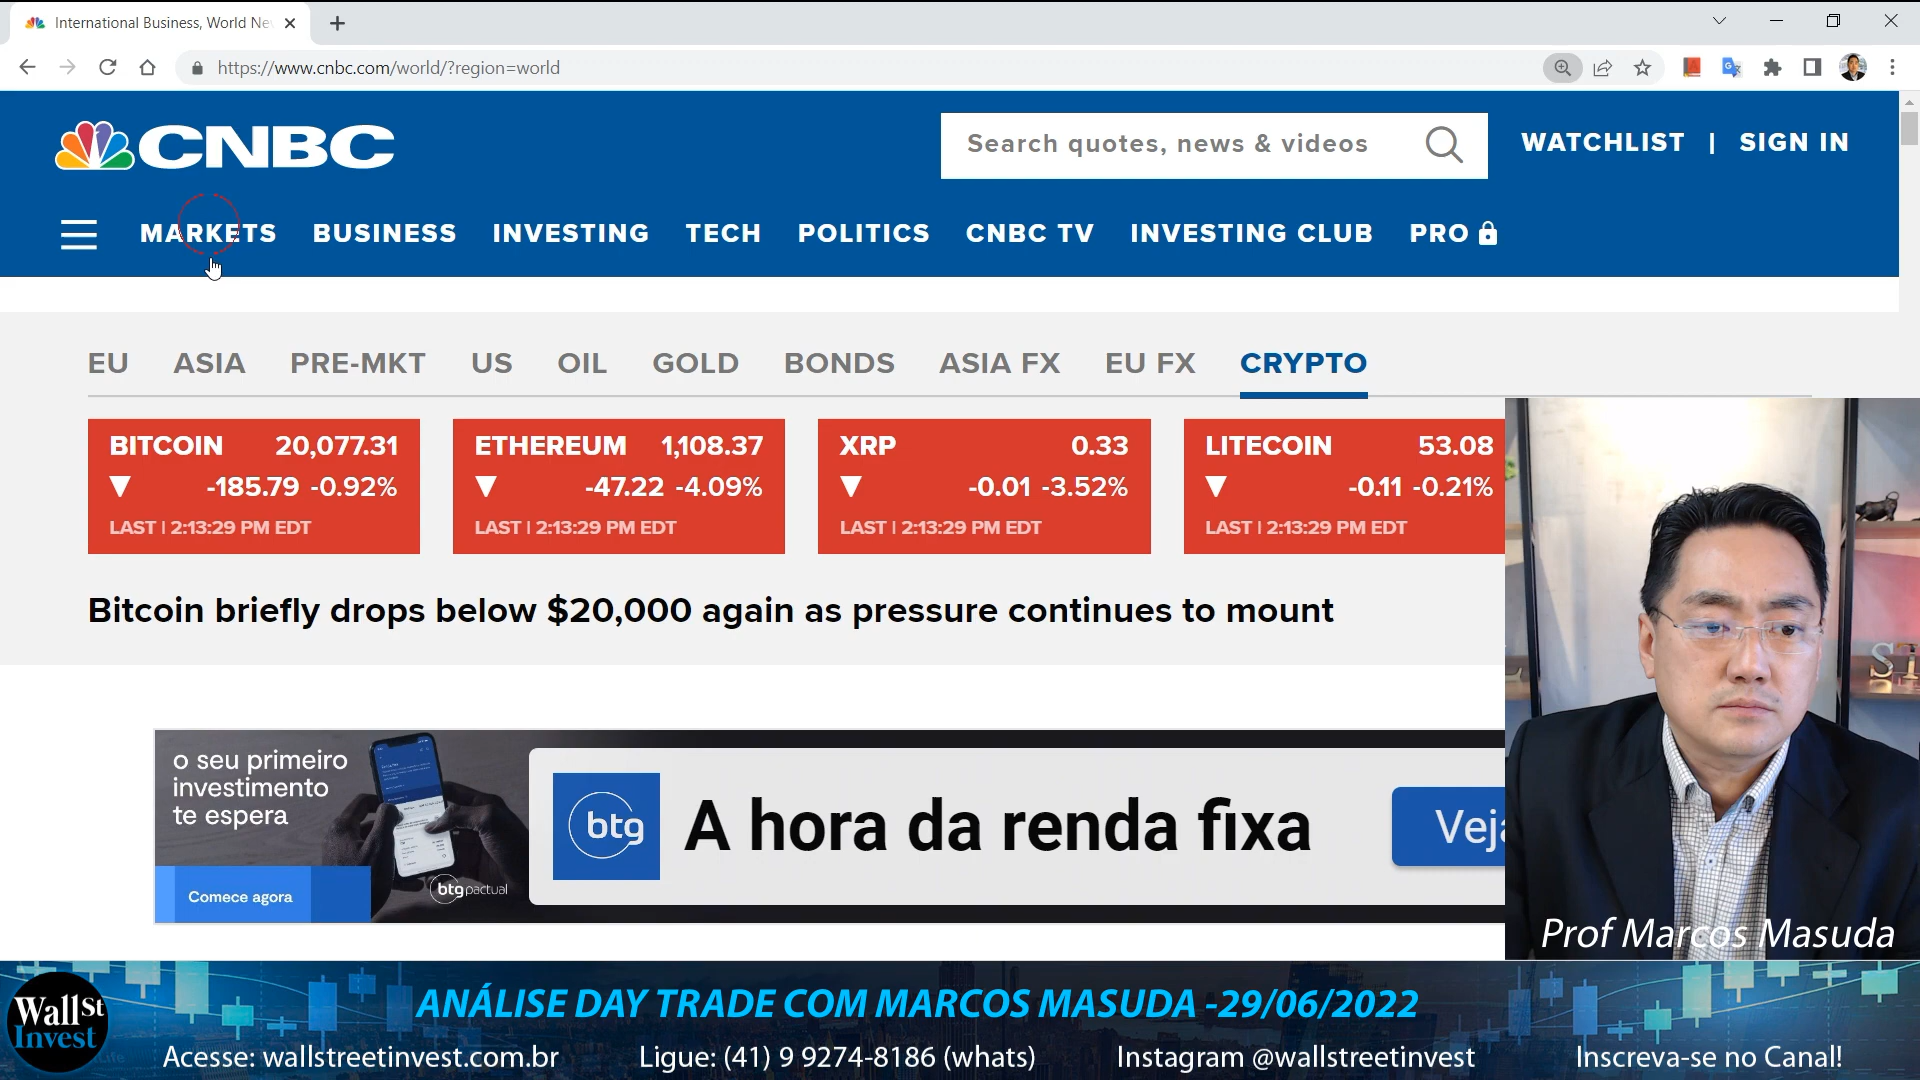 International Business, World Ne
https://www.cnbc.com/world/?region=world
CNBC
Search quotes, news & videos
WATCHLIST | SIGN IN
MARKETS BUSINESS INVESTING TECH POLITICS CNBC TV INVESTING CLUB PRO
EU ASIA PRE-MKT US OIL GOLD BONDS ASIA FX EU FX CRYPTO
BITCOIN 20,077.31
▼ -185.79 -0.92%
LAST | 2:13:29 PM EDT
ETHEREUM 1,108.37
▼ -47.22 -4.09%
LAST | 2:13:29 PM EDT
XRP 0.33
▼ -0.01 -3.52%
LAST | 2:13:29 PM EDT
LITECOIN 53.08
▼ -0.11 -0.21%
LAST | 2:13:29 PM EDT
Bitcoin briefly drops below $20,000 again as pressure continues to mount
o seu primeiro
investimento
te espera
Comece agora
btg pactual
btg
A hora da renda fixa
Veja
Prof Marcos Masuda
Wall St
Invest
ANÁLISE DAY TRADE COM MARCOS MASUDA -29/06/2022
Acesse: wallstreetinvest.com.br
Ligue: (41) 9 9274-8186 (whats)
Instagram @wallstreetinvest
Inscreva-se no Canal!